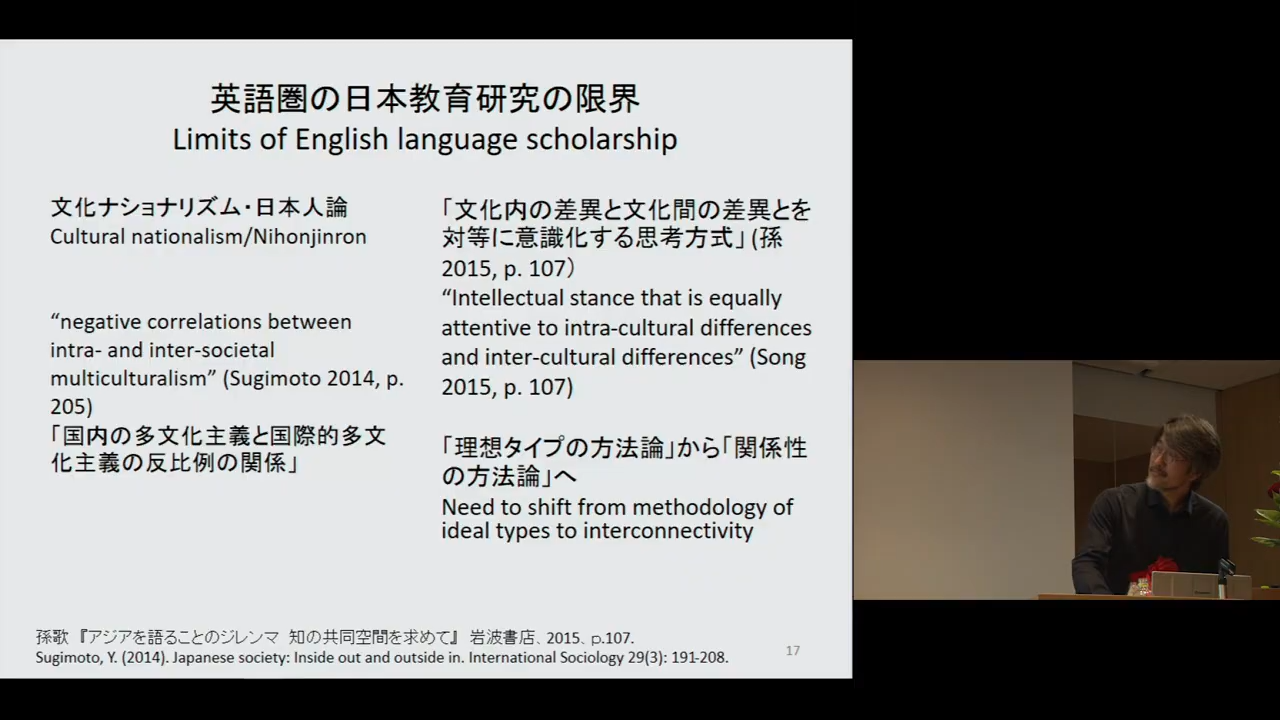 英語圏の日本教育研究の限界
Limits of English language scholarship
文化ナショナリズム・日本人論
Cultural nationalism/Nihonjinron
“negative correlations between
intra- and inter-societal
multiculturalism” (Sugimoto 2014, p.
205)
「国内の多文化主義と国際的多文
化主義の反比例の関係」
「文化内の差異と文化間の差異とを
対等に意識化する思考方式」(孫
2015, p. 107）
“Intellectual stance that is equally
attentive to intra-cultural differences
and inter-cultural differences” (Song
2015, p. 107)
「理想タイプの方法論」から「関係性
の方法論」へ
Need to shift from methodology of
ideal types to interconnectivity
孫歌 『アジアを語ることのジレンマ 知の共同空間を求めて』 岩波書店、2015、p.107.
Sugimoto, Y. (2014). Japanese society: Inside out and outside in. International Sociology 29(3): 191-208.
17